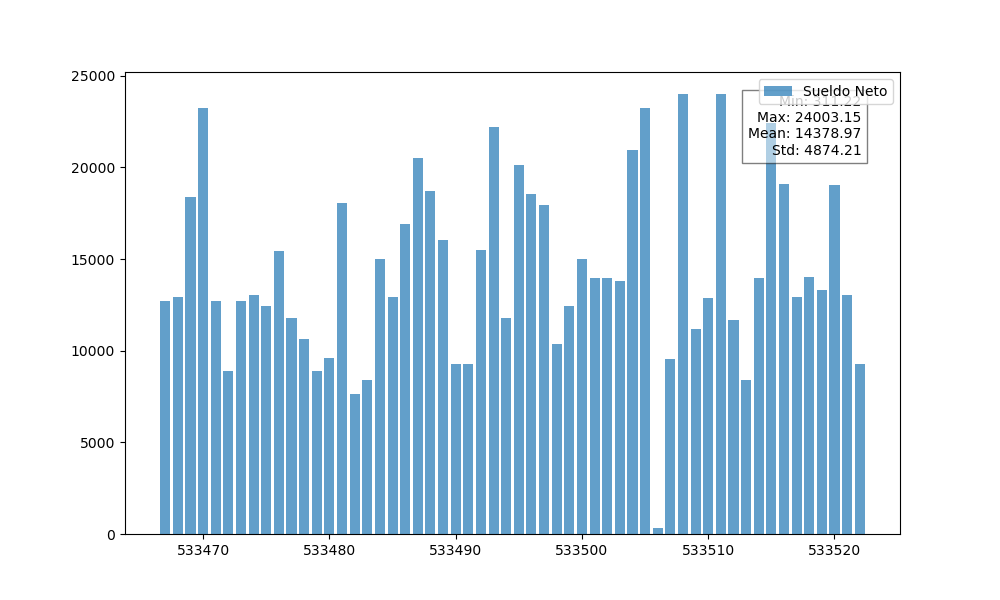 25000
20000
15000
10000
5000
0
Sueldo Neto
Min: 311.22
Max: 24003.15
Mean: 14378.97
Std: 4874.21
533470 533480 533490 533500 533510 533520